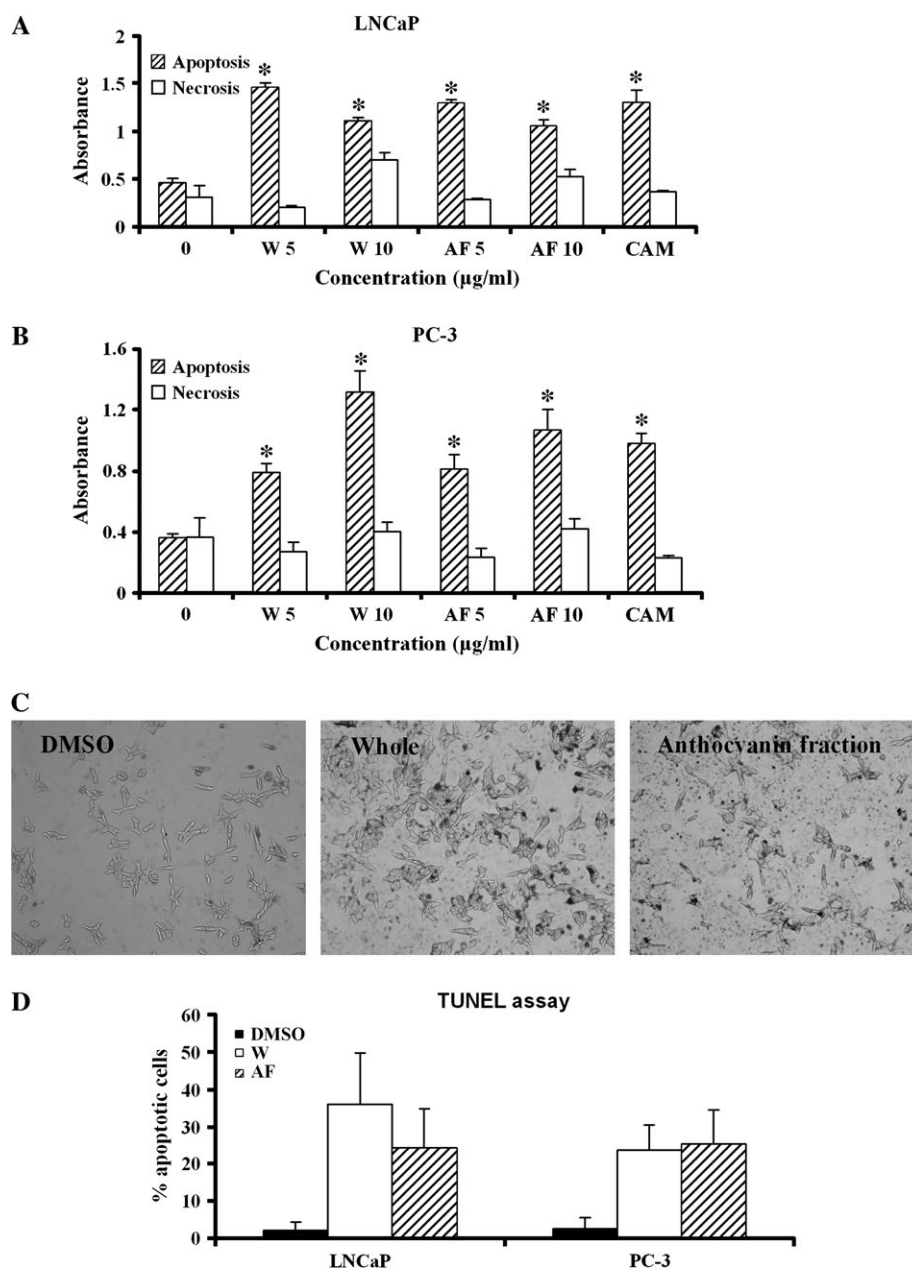 A
LNCaP
2
1.5
1
0.5
0
Absorbance
Apoptosis
Necrosis
* * * * *
0 W 5 W 10 AF 5 AF 10 CAM
Concentration (µg/ml)
B
PC-3
1.6
1.2
0.8
0.4
0
Absorbance
Apoptosis
Necrosis
* * * * *
0 W 5 W 10 AF 5 AF 10 CAM
Concentration (µg/ml)
C
DMSO
Whole
Anthocyanin fraction
D
TUNEL assay
60
50
40
30
20
10
0
% apoptotic cells
DMSO
W
AF
LNCaP PC-3